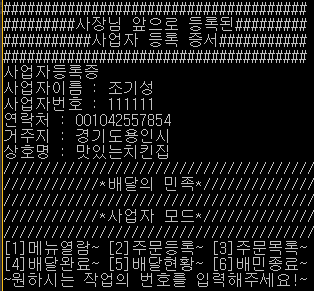 ######################################
#########사장님 앞으로 등록된#########
###########사업자 등록 증서###########
######################################
사업자등록증
사업자이름 : 조기성
사업자번호 : 111111
연락처 : 001042557854
거주지 : 경기도용인시
상호명 : 맛있는치킨집
//////////////////////////////////////
////////////*배달의 민족*/////////////
//////////////////////////////////////
////////////*사업자 모드*/////////////
//////////////////////////////////////
[1]메뉴열람~ [2]주문등록~ [3]주문목록~
[4]배달완료~ [5]배달현황~ [6]배민종료~
~원하시는 작업의 번호를 입력해주세요!~